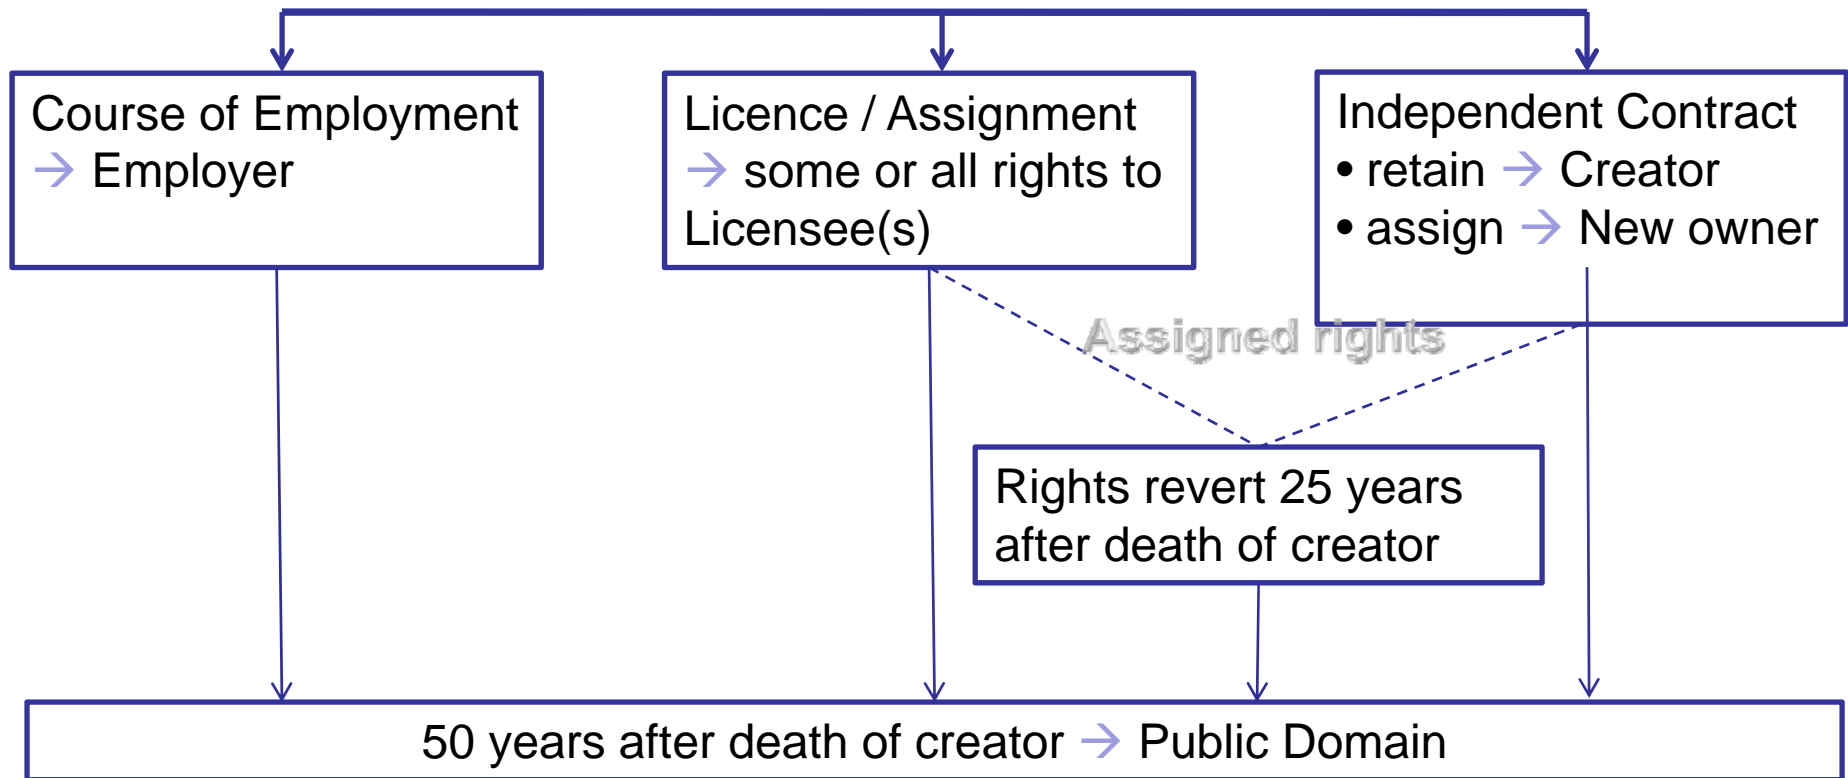 Course of Employment
→ Employer
Licence / Assignment
→ some or all rights to
Licensee(s)
Independent Contract
• retain → Creator
• assign → New owner
Assigned rights
Rights revert 25 years
after death of creator
50 years after death of creator → Public Domain